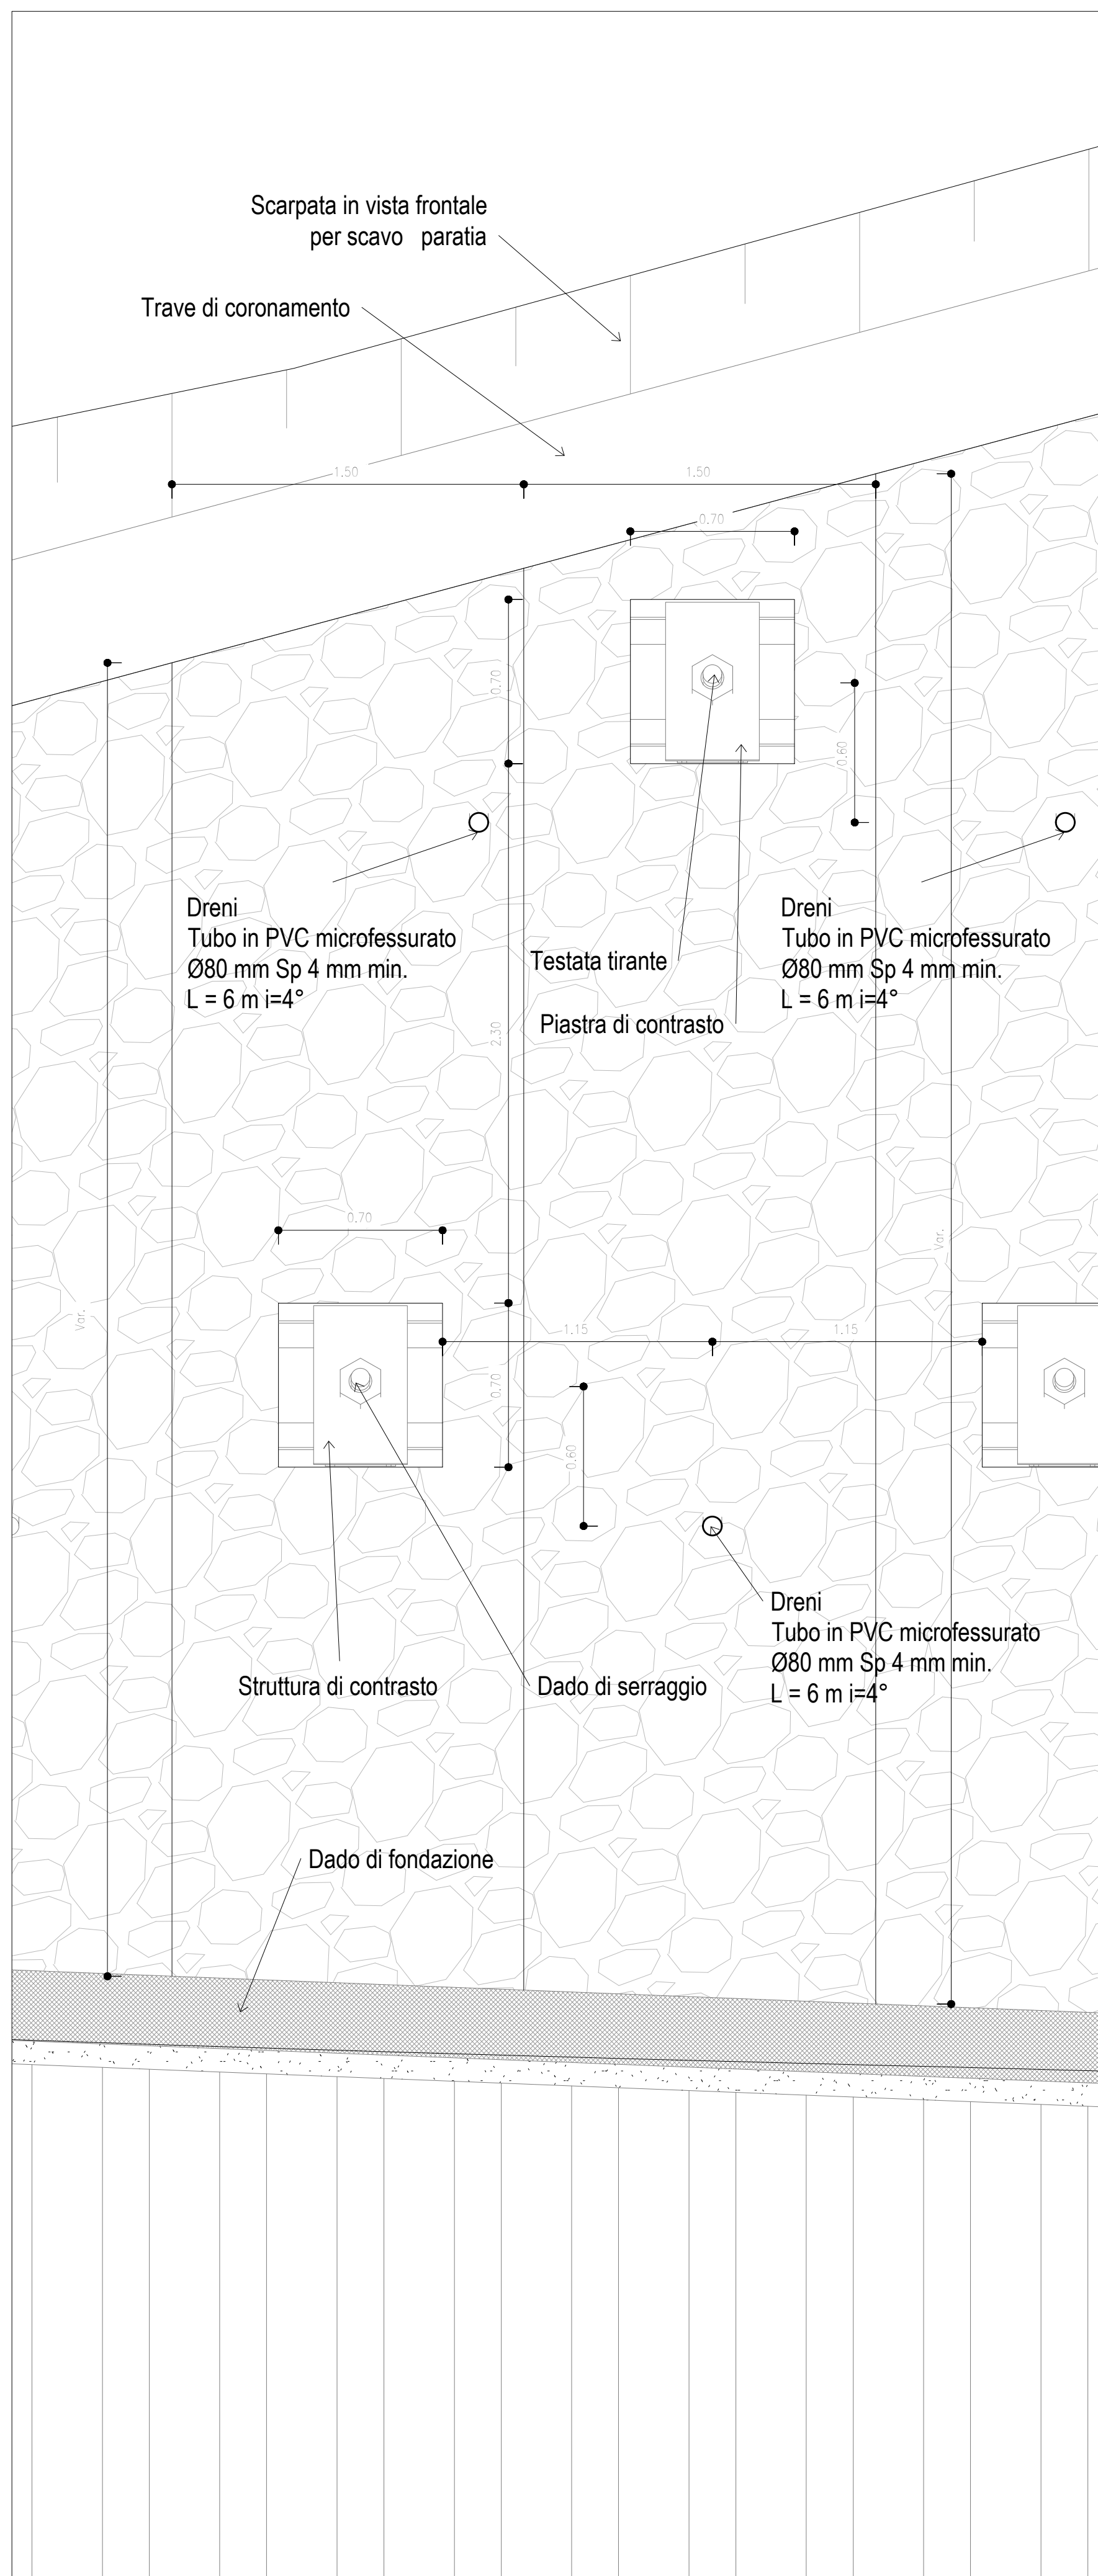 Scarpata in vista frontale
per scavo paratia
Trave di coronamento
1.50
1.50
0.70
0.70
0.60
Dreni
Tubo in PVC microfessurato
Ø80 mm Sp 4 mm min.
L = 6 m i=4°
Testata tirante
Piastra di contrasto
Dreni
Tubo in PVC microfessurato
Ø80 mm Sp 4 mm min.
L = 6 m i=4°
2.30
0.70
Var.
Var.
1.15
1.15
0.70
0.60
Dreni
Tubo in PVC microfessurato
Ø80 mm Sp 4 mm min.
L = 6 m i=4°
Struttura di contrasto
Dado di serraggio
Dado di fondazione